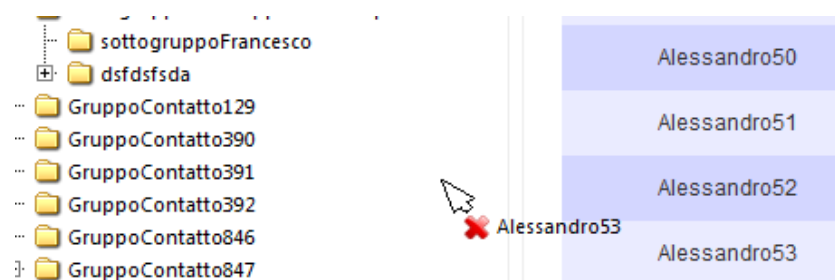 sottogruppoFrancesco
dsfdsfsda
GruppoContatto129
GruppoContatto390
GruppoContatto391
GruppoContatto392
GruppoContatto846
GruppoContatto847
Alessandro53
Alessandro50
Alessandro51
Alessandro52
Alessandro53